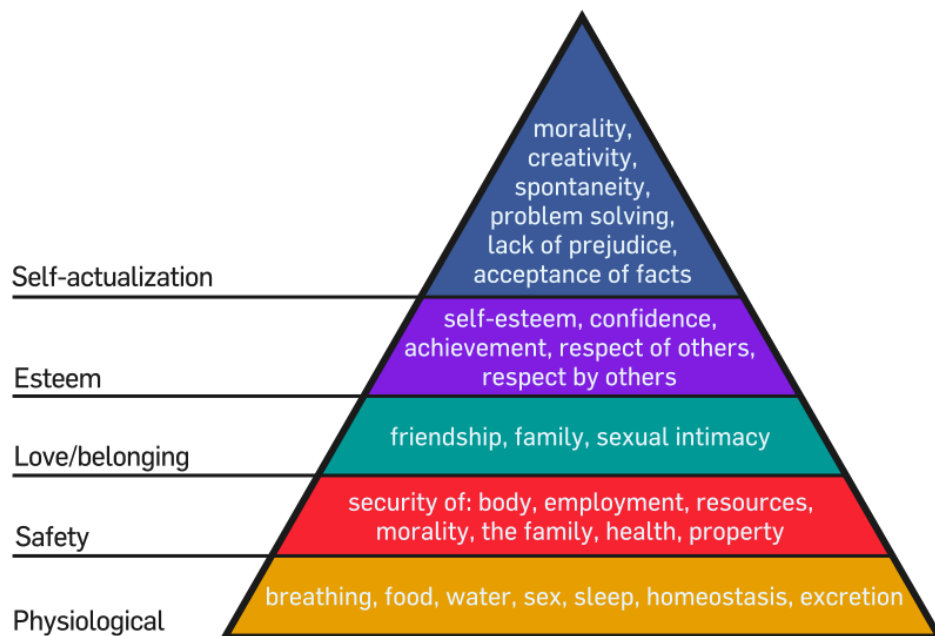 morality,
creativity,
spontaneity,
problem solving,
lack of prejudice,
acceptance of facts
Self-actualization
self-esteem, confidence,
achievement, respect of others,
respect by others
Esteem
friendship, family, sexual intimacy
Love/belonging
security of: body, employment, resources,
morality, the family, health, property
Safety
breathing, food, water, sex, sleep, homeostasis, excretion
Physiological